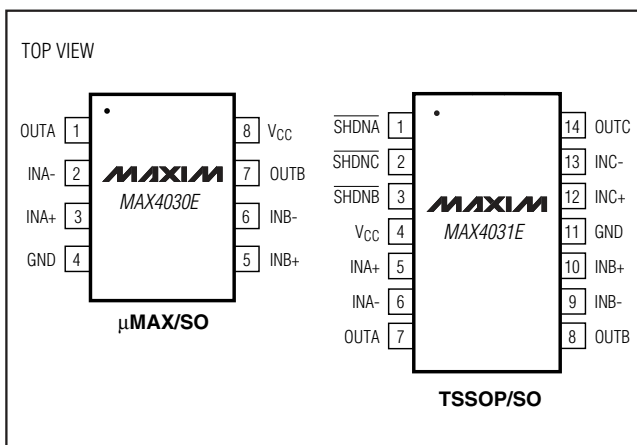 TOP VIEW
OUTA 1
INA- 2
INA+ 3
GND 4
8 VCC
7 OUTB
6 INB-
5 INB+
MAXIM
MAX4030E
µMAX/SO
SHDNA 1
SHDNC 2
SHDNB 3
VCC 4
INA+ 5
INA- 6
OUTA 7
14 OUTC
13 INC-
12 INC+
11 GND
10 INB+
9 INB-
8 OUTB
MAXIM
MAX4031E
TSSOP/SO